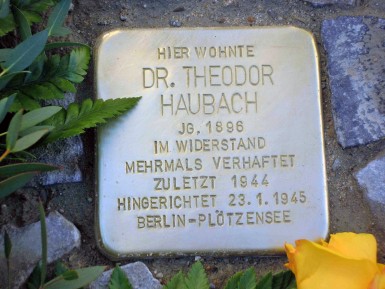 HIER WOHNTE
DR. THEODOR
HAUBACH
JG. 1896
IM WIDERSTAND
MEHRMALS VERHAFTET
ZULETZT 1944
HINGERICHTET 23.1.1945
BERLIN-PLÖTZENSEE